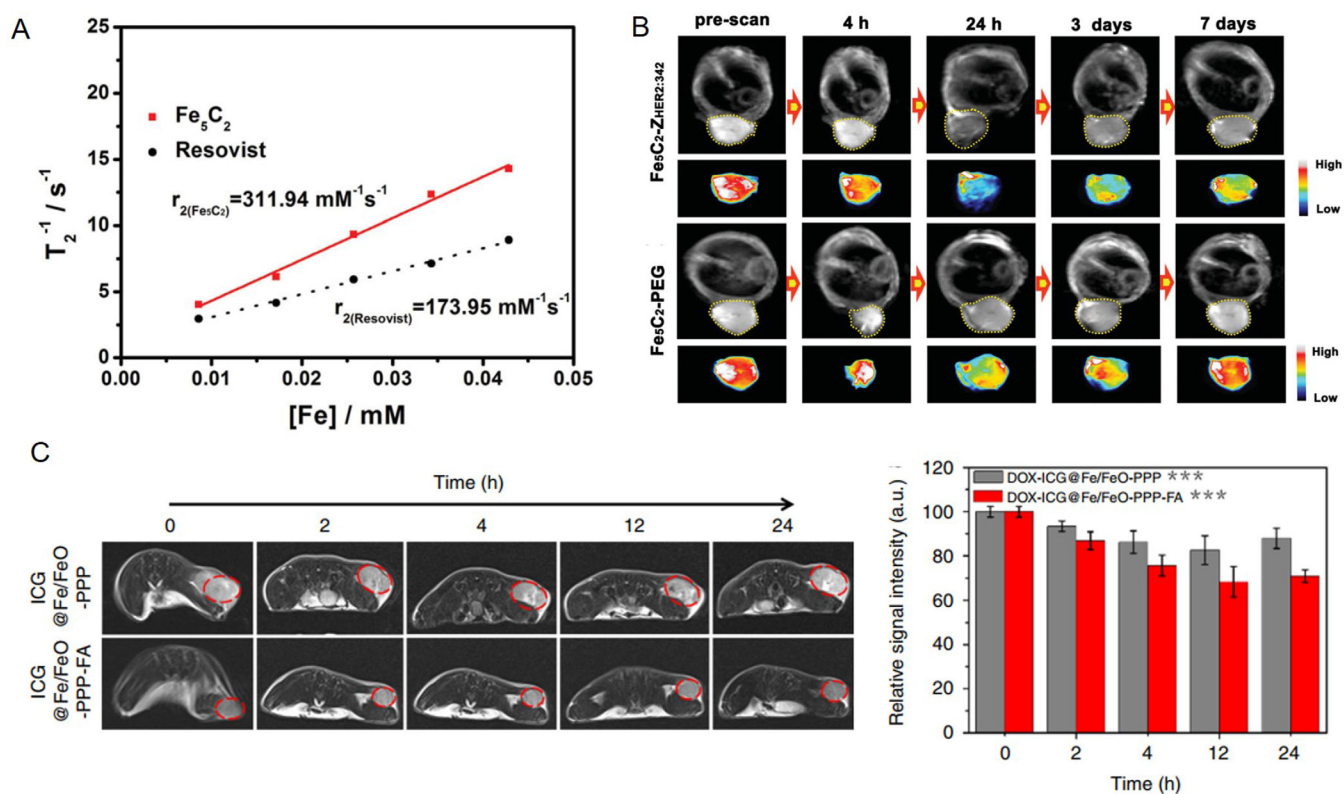 A
25
20
15
10
5
0
T₂⁻¹ / s⁻¹
Fe₅C₂
Resovist
r₂(Fe₅C₂)=311.94 mM⁻¹s⁻¹
r₂(Resovist)=173.95 mM⁻¹s⁻¹
0.00 0.01 0.02 0.03 0.04 0.05
[Fe] / mM
B
pre-scan 4 h 24 h 3 days 7 days
Fe₅C₂-ZHER2:342
High
Low
Fe₅C₂-PEG
High
Low
C
Time (h)
0 2 4 12 24
ICG
@Fe/FeO
-PPP
ICG
@Fe/FeO
-PPP-FA
120
100
80
60
40
20
0
Relative signal intensity (a.u.)
DOX-ICG@Fe/FeO-PPP ***
DOX-ICG@Fe/FeO-PPP-FA ***
0 2 4 12 24
Time (h)